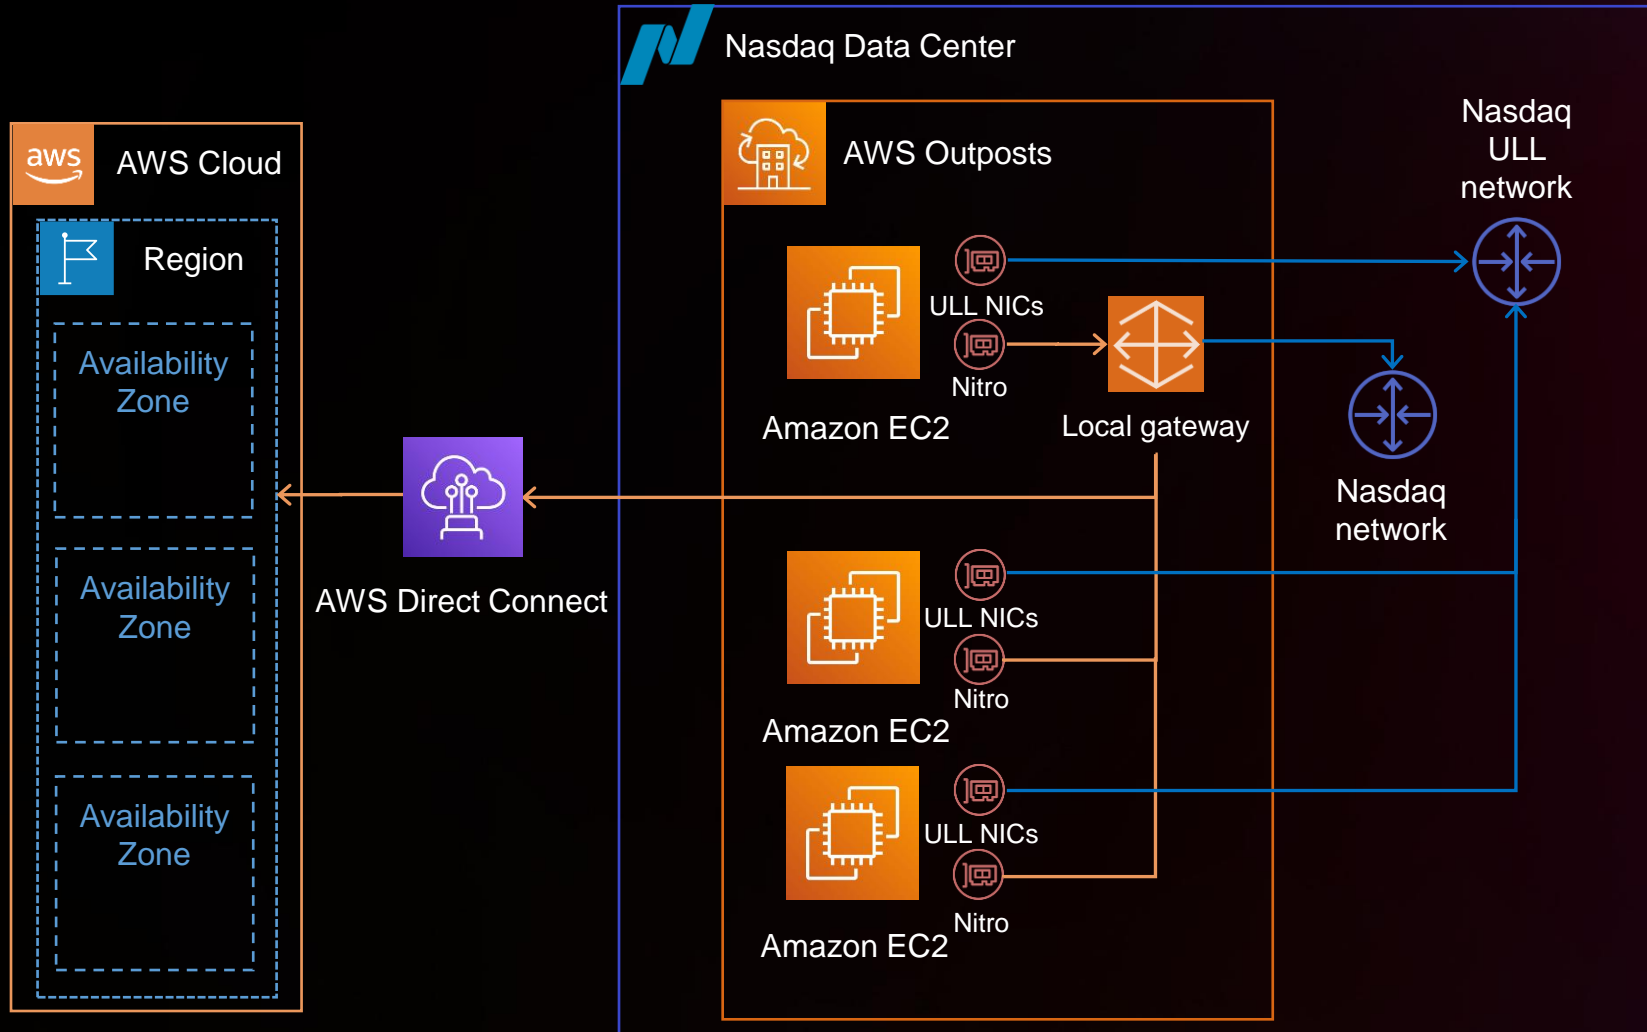 Nasdaq Data Center
aws
AWS Cloud
Region
Availability
Zone
Availability
Zone
Availability
Zone
AWS Direct Connect
AWS Outposts
ULL NICs
Nitro
Amazon EC2
Local gateway
ULL NICs
Nitro
Amazon EC2
ULL NICs
Nitro
Amazon EC2
Nasdaq
ULL
network
Nasdaq
network